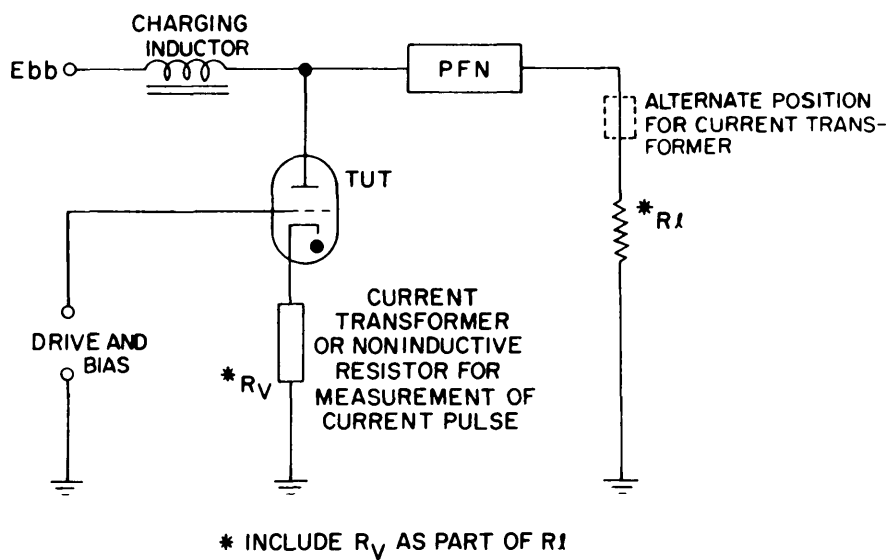 CHARGING
INDUCTOR
Ebb
PFN
ALTERNATE POSITION
FOR CURRENT TRANS-
FORMER
TUT
*Rℓ
CURRENT
TRANSFORMER
OR NONINDUCTIVE
RESISTOR FOR
MEASUREMENT OF
CURRENT PULSE
DRIVE AND
BIAS
*RV
* INCLUDE RV AS PART OF Rℓ